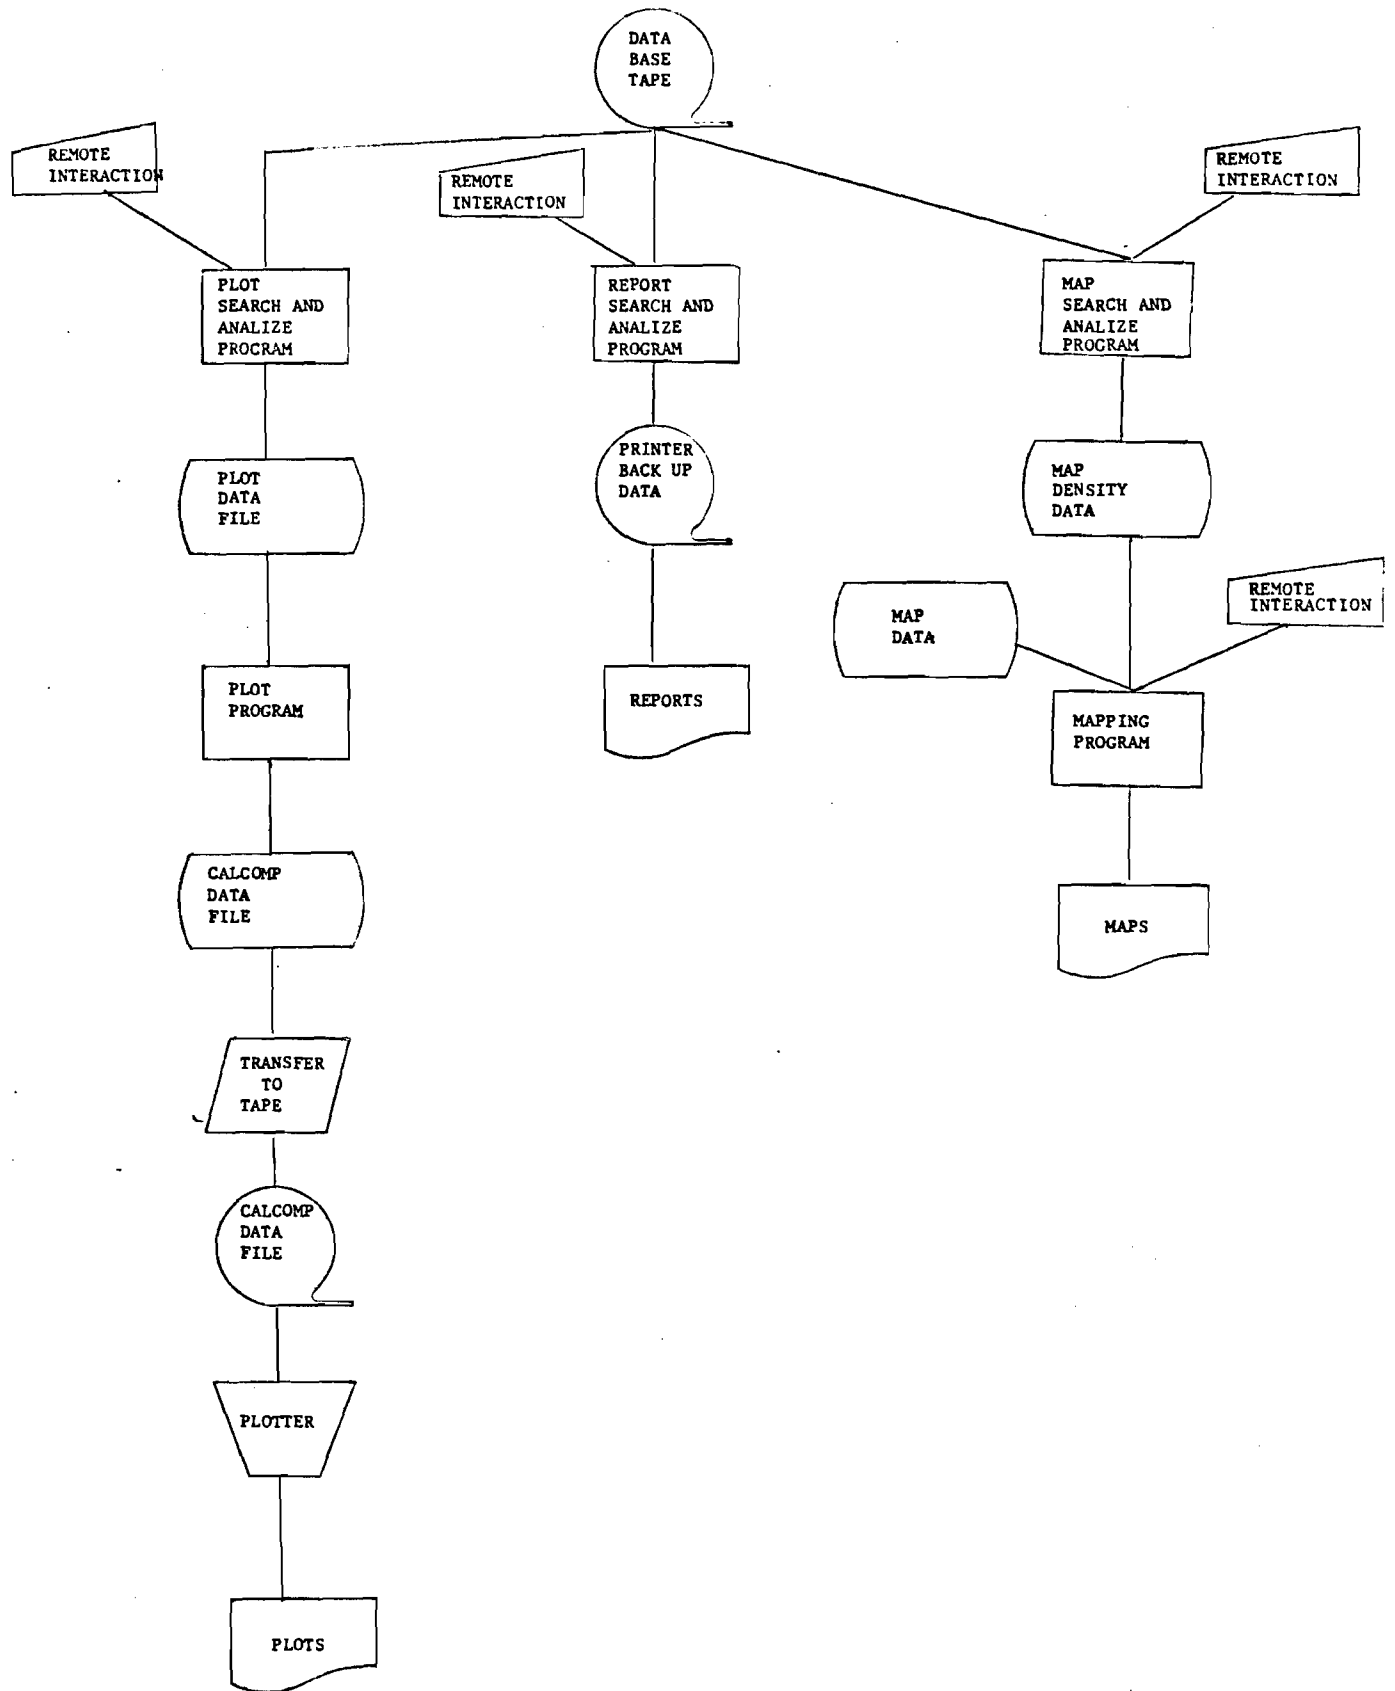 DATA
BASE
TAPE
REMOTE
INTERACTION
REMOTE
INTERACTION
REMOTE
INTERACTION
PLOT
SEARCH AND
ANALIZE
PROGRAM
REPORT
SEARCH AND
ANALIZE
PROGRAM
MAP
SEARCH AND
ANALIZE
PROGRAM
PLOT
DATA
FILE
PRINTER
BACK UP
DATA
MAP
DENSITY
DATA
MAP
DATA
REMOTE
INTERACTION
PLOT
PROGRAM
REPORTS
MAPPING
PROGRAM
CALCOMP
DATA
FILE
MAPS
TRANSFER
TO
TAPE
CALCOMP
DATA
FILE
PLOTTER
PLOTS